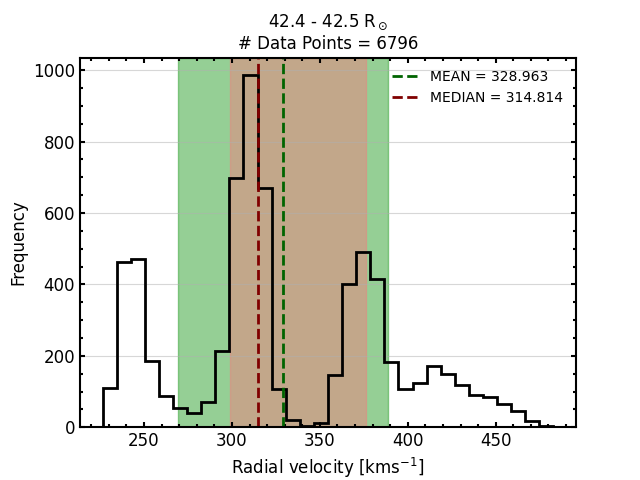 42.4 - 42.5 R⊙
# Data Points = 6796
MEAN = 328.963
MEDIAN = 314.814
1000
800
600
400
200
0
Frequency
250 300 350 400 450
Radial velocity [kms⁻¹]